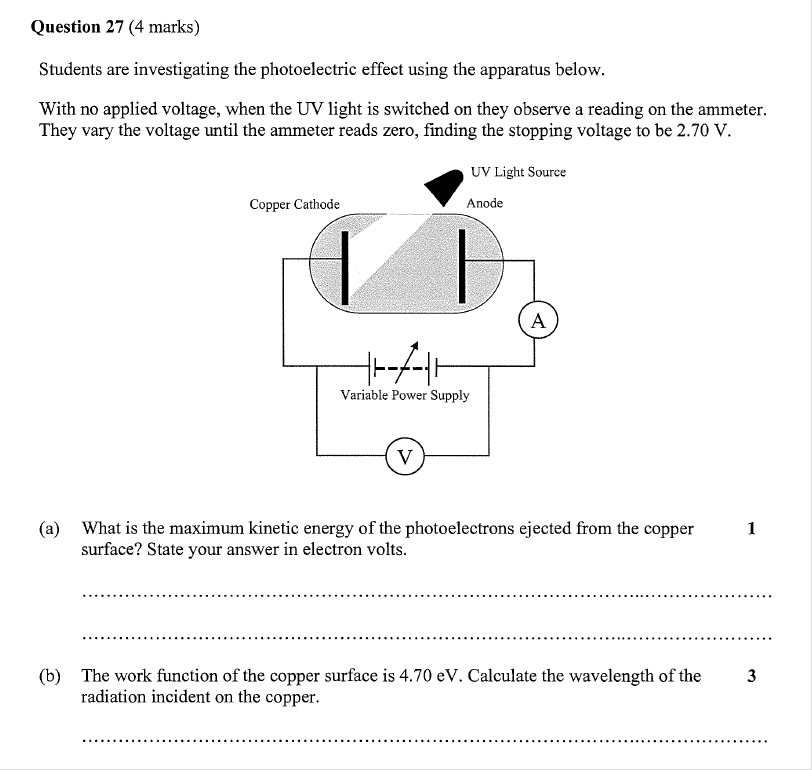 Question 27 (4 marks)
Students are investigating the photoelectric effect using the apparatus below.
With no applied voltage, when the UV light is switched on they observe a reading on the ammeter.
They vary the voltage until the ammeter reads zero, finding the stopping voltage to be 2.70 V.
UV Light Source
Copper Cathode
Anode
A
Variable Power Supply
V
(a) What is the maximum kinetic energy of the photoelectrons ejected from the copper 1
surface? State your answer in electron volts.
(b) The work function of the copper surface is 4.70 eV. Calculate the wavelength of the 3
radiation incident on the copper.